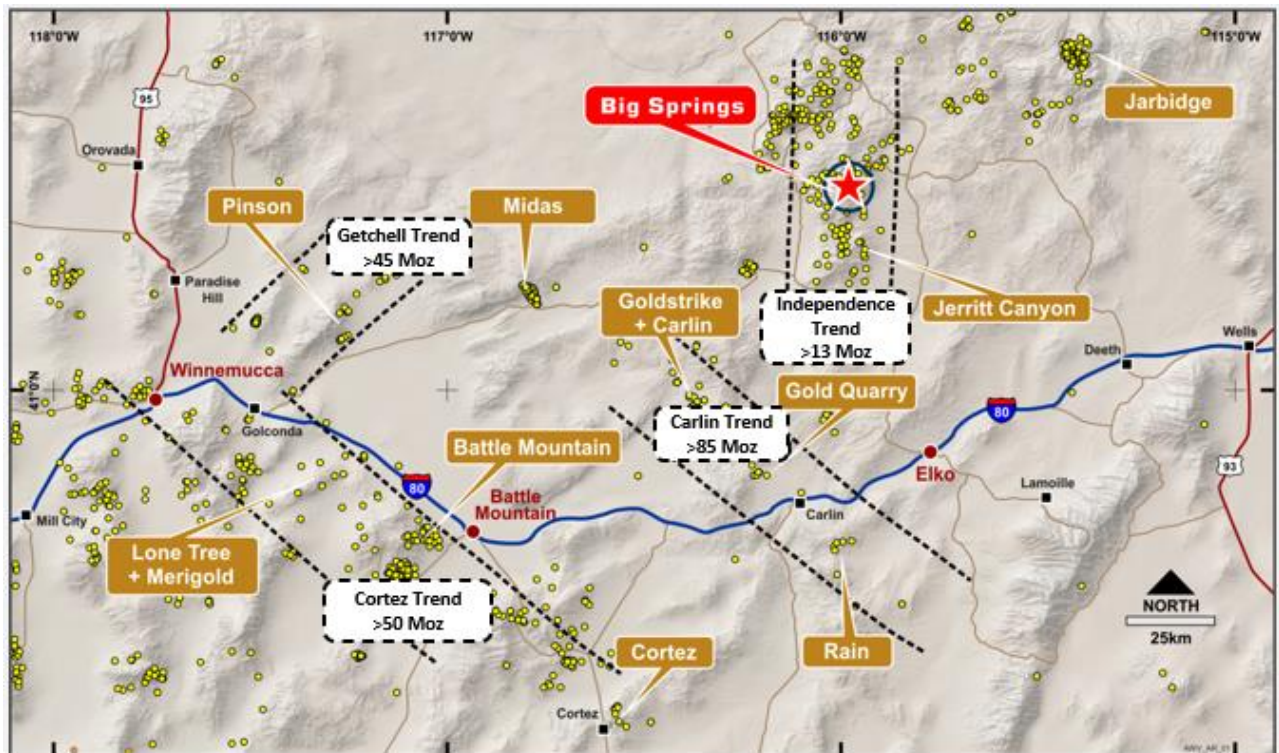 118°0'W
117°0'W
116°0'W
115°0'W
95
Big Springs
Jarbidge
Orovada
Pinson
Getchell Trend
>45 Moz
Midas
Paradise
Hill
Goldstrike
+ Carlin
Independence
Trend
>13 Moz
Jerritt Canyon
Wells
Deeth
Winnemucca
41°0'N
Golconda
Gold Quarry
80
Carlin Trend
>85 Moz
Battle Mountain
Elko
93
80
Lamoille
Battle
Mountain
Carlin
Mill City
Lone Tree
+ Merigold
Cortez Trend
>50 Moz
NORTH
25km
Cortez
Rain
Cortez
AWV_AR_01